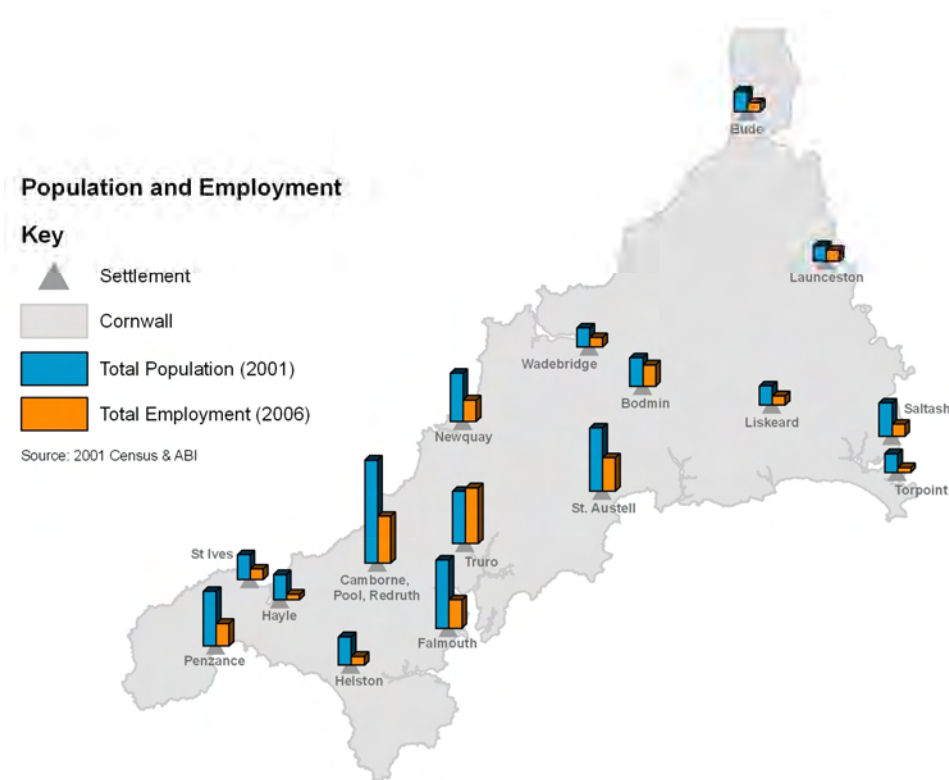 Population and Employment
Key
Settlement
Cornwall
Total Population (2001)
Total Employment (2006)
Source: 2001 Census & ABI
Bude
Launceston
Wadebridge
Bodmin
Liskeard
Saltash
Torpoint
Newquay
St. Austell
Truro
Camborne,
Pool, Redruth
St Ives
Hayle
Falmouth
Penzance
Helston